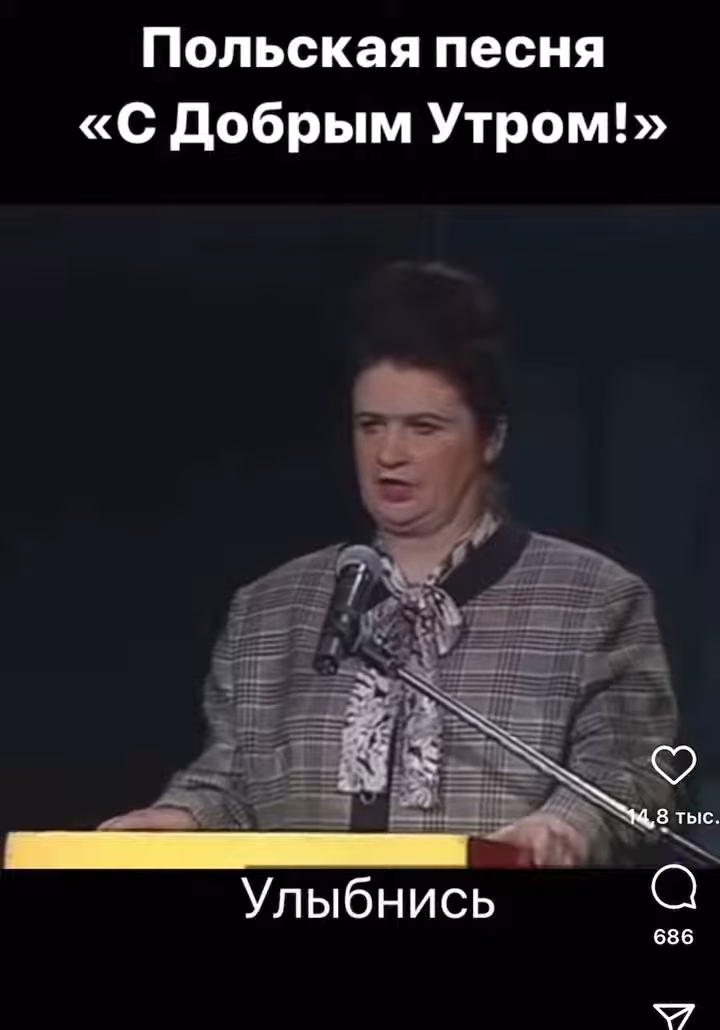 Польская песня
«С Добрым Утром!»
14,8 тыс.
Улыбнись
686